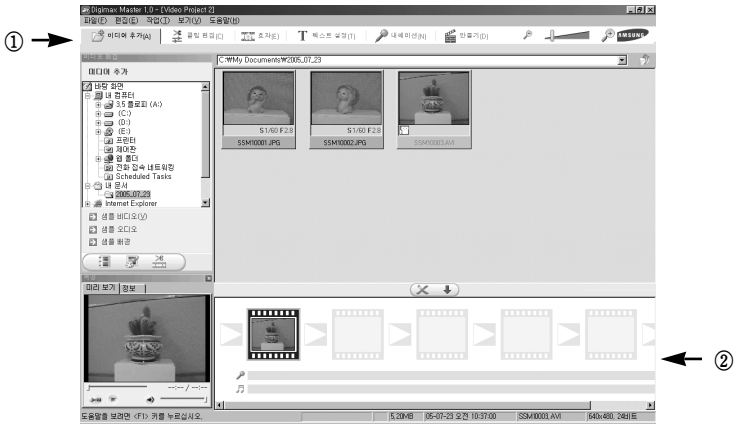 Digimax Master 1,0 - [Video Project 2]
파일(F) 편집(E) 작업(T) 보기(V) 도움말(H)
① 미디어 추가(A) 클립 편집(C) 효과(E) T 텍스트 설정(T) 내레이션(N) 만들기(D) SAMSUNG
C:₩My Documents₩2005_07_23
미디어 추가
바탕 화면
내 컴퓨터
3,5 플로피 (A:)
(C:)
(D:)
(E:)
프린터
제어판
웹 폴더
전화 접속 네트워킹
Scheduled Tasks
내 문서
2005_07_23
Internet Explorer
샘플 비디오(V)
샘플 오디오
샘플 배경
S1/60 F2.8
S1/60 F2.8
SSM10001.JPG
SSM10002.JPG
SSM10003.AVI
미리 보기 정보
--:-- / --:--
②
도움말을 보려면 <F1> 키를 누르십시오.
5,20MB 05-07-23 오전 10:37:00 SSM10003.AVI 640x480, 24비트